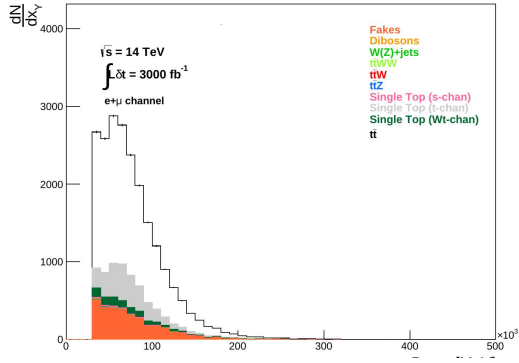 dN
dxY
4000
3000
2000
1000
0
√s = 14 TeV
∫Lδt = 3000 fb-1
e+μ channel
Fakes
Dibosons
W(Z)+jets
ttWW
ttW
ttZ
Single Top (s-chan)
Single Top (t-chan)
Single Top (Wt-chan)
tt
0 100 200 300 400 500
×10³